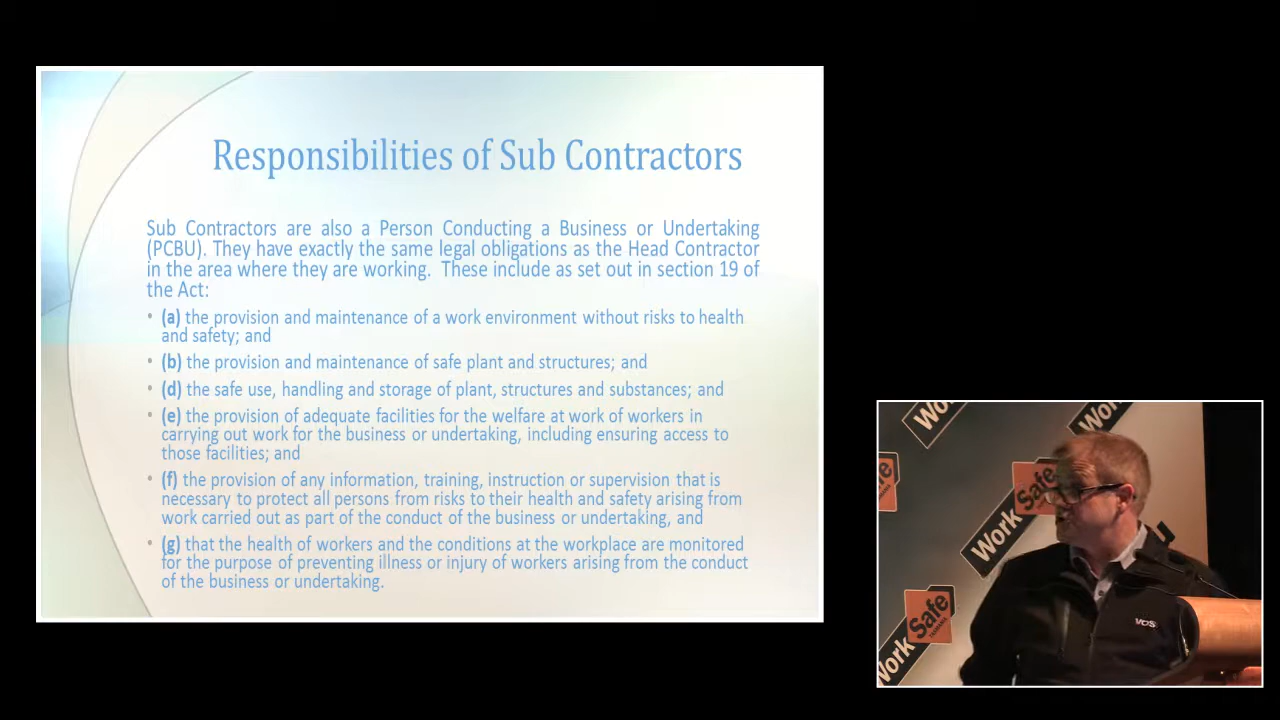 Responsibilities of Sub Contractors
Sub Contractors are also a Person Conducting a Business or Undertaking
(PCBU). They have exactly the same legal obligations as the Head Contractor
in the area where they are working. These include as set out in section 19 of
the Act:
• (a) the provision and maintenance of a work environment without risks to health
and safety; and
• (b) the provision and maintenance of safe plant and structures; and
• (d) the safe use, handling and storage of plant, structures and substances; and
• (e) the provision of adequate facilities for the welfare at work of workers in
carrying out work for the business or undertaking, including ensuring access to
those facilities; and
• (f) the provision of any information, training, instruction or supervision that is
necessary to protect all persons from risks to their health and safety arising from
work carried out as part of the conduct of the business or undertaking, and
• (g) that the health of workers and the conditions at the workplace are monitored
for the purpose of preventing illness or injury of workers arising from the conduct
of the business or undertaking.
Wo
Wor
Safe
Work
Safe
TASMANIA
Work
VOS